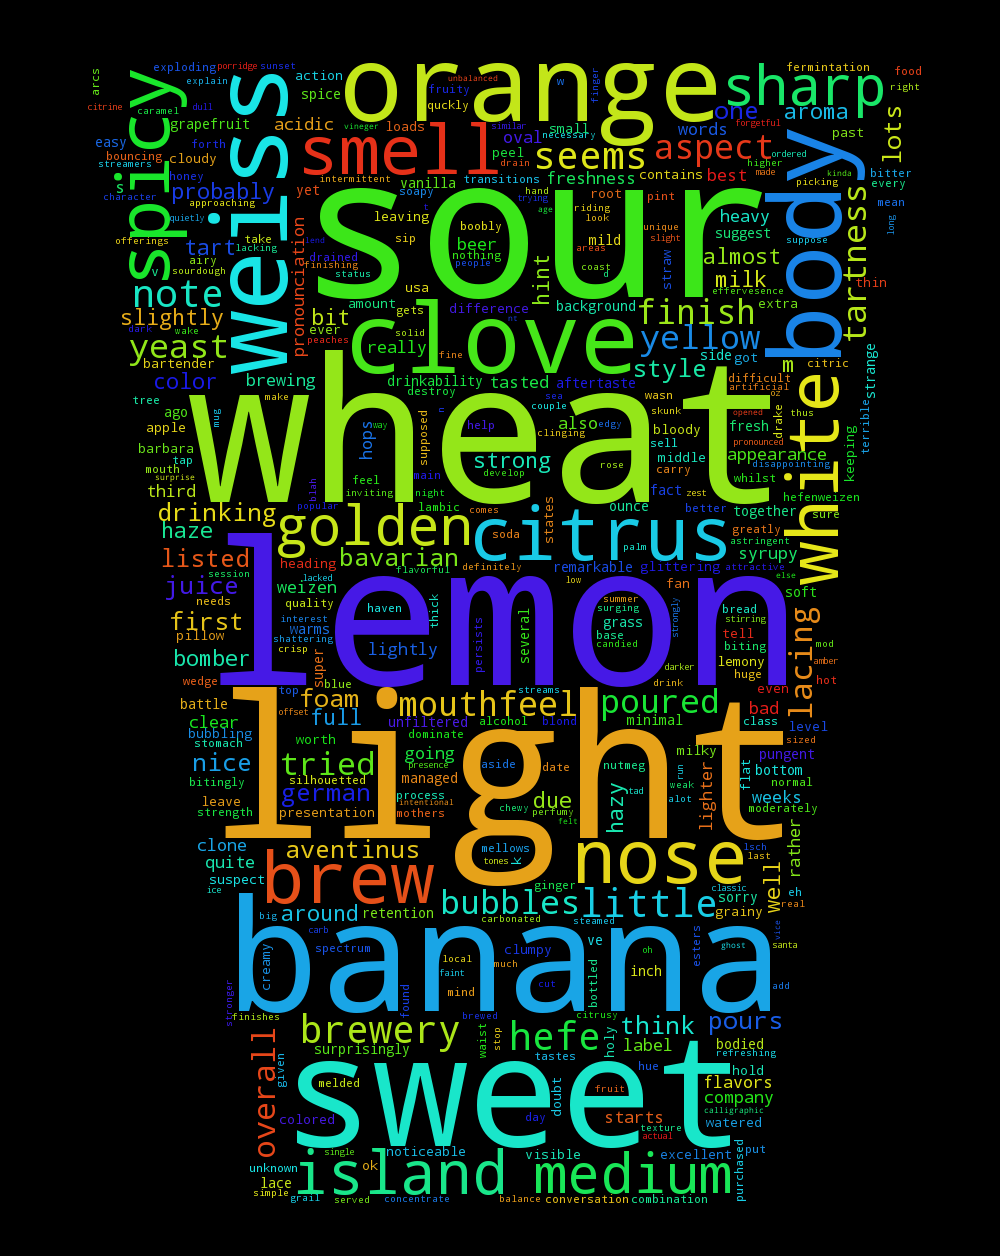 exploding porridge sunset
explain
arcs
citrine dull
caramel
spicy
weiss
action
spice
orange
unbalanced
fruity
quckly
w
finger
sharp
fermintation
food
right
grapefruit
acidic
vineger
loads
smell
similar
drain
oval
peel
small
necessary
seems
words
one
forgetful
aroma
past
lots
easy
forth
bouncing
cloudy
streamers
honey
character
probably
s
approaching
quietly
yet
intermittent
vanilla
soapy
transitions
freshness
contains
aspect
best
higher
ordered
made
kinda
bitter
every
picking
mean
long
body
sour
leaving
sip
boobly
beer
nothing
people
hand
trying
age
riding
look
root
mild
areas
coast
d
pint
unique
slight
straw
heavy
suggest
suppose
tartness
almost
milk
effervesence
thin
offerings
take
tart
lacking
airy
v
sourdough
pronounciation
drained
finishing
status
lend
note
slightly
dark
wake
yeast
bartender
bit
ever
peaches
amount
gets
usa
solid
really
fine
clove
difference
nt
hint
background
finish
extra
yellow
style
side
got
m
citric
strange
color
brewing
drinkability
destroy
tasted
aftertaste
couple
sea
wasn
difficult
artificial
oz
tree
ago
apple
mug
make
wheat
u
also
help
edgy
clinging
skunk
bloody
opened
pronounced
fresh
drake
thus
white
terrible
keeping
barbara
tap
mouth
surprise
third
hops
way
supposed
feel
inviting
main
night
strong
develop
rose
sell
middle
carry
appearance
disappointing
whilst
hefenweizen
blah
popular
lambic
comes
states
ounce
fact
zest
better
together
sure
drinking
haze
golden
soda
citrus
palm
greatly
astringent
syrupy
listed
heading
bavarian
flavorful
definitely
remarkable
glittering
attractive
else
session
juice
lacked
weizen
low
fan
soft
needs
quality
haven
thick
summer
surging
bread
stirring
first
interest
warms
shattering
lemon
grass
base
candied
strongly
tell
biting
mod
pillow
crisp
lightly
persists
several
lacing
amber
bomber
super
darker
lemony
huge
wedge
top
blue
streams
drink
even
hot
battle
offset
foam
mouthfeel
poured
bad
class
level
clear
full
unfiltered
alcohol
blond
minimal
sized
bubbling
stomach
worth
dominate
light
milky
pungent
nice
tried
going
presence
aside
date
nutmeg
run
weak
flat
bottom
normal
bitingly
silhouetted
managed
process
tad
alot
lighter
weeks
leave
strength
german
presentation
intentional
mothers
chewy
perfumy
due
felt
hazy
moderately
clone
quite
suspect
ice
aventinus
mellows
tones
k
nose
lsch
last
rather
brew
ginger
classic
well
eh
real
big
around
retention
bubbles
carbonated
little
steamed
sorry
grainy
carb
creamy
spectrum
banana
local
faint
mind
much
clumpy
cut
ve
bottled
oh
inch
esters
ghost
vice
santa
add
stronger
finishes
found
brewed
citrusy
brewery
surprisingly
waist
stop
hefe
holy
think
label
pours
bodied
refreshing
overall
given
melded
sweet
tastes
doubt
hue
fruit
hold
flavors
company
calligraphic
colored
day
starts
texture
actual
watered
single
noticeable
visible
excellent
put
unknown
ok
island
medium
purchased
lace
simple
grail
served
concentrate
balance
conversation
combination